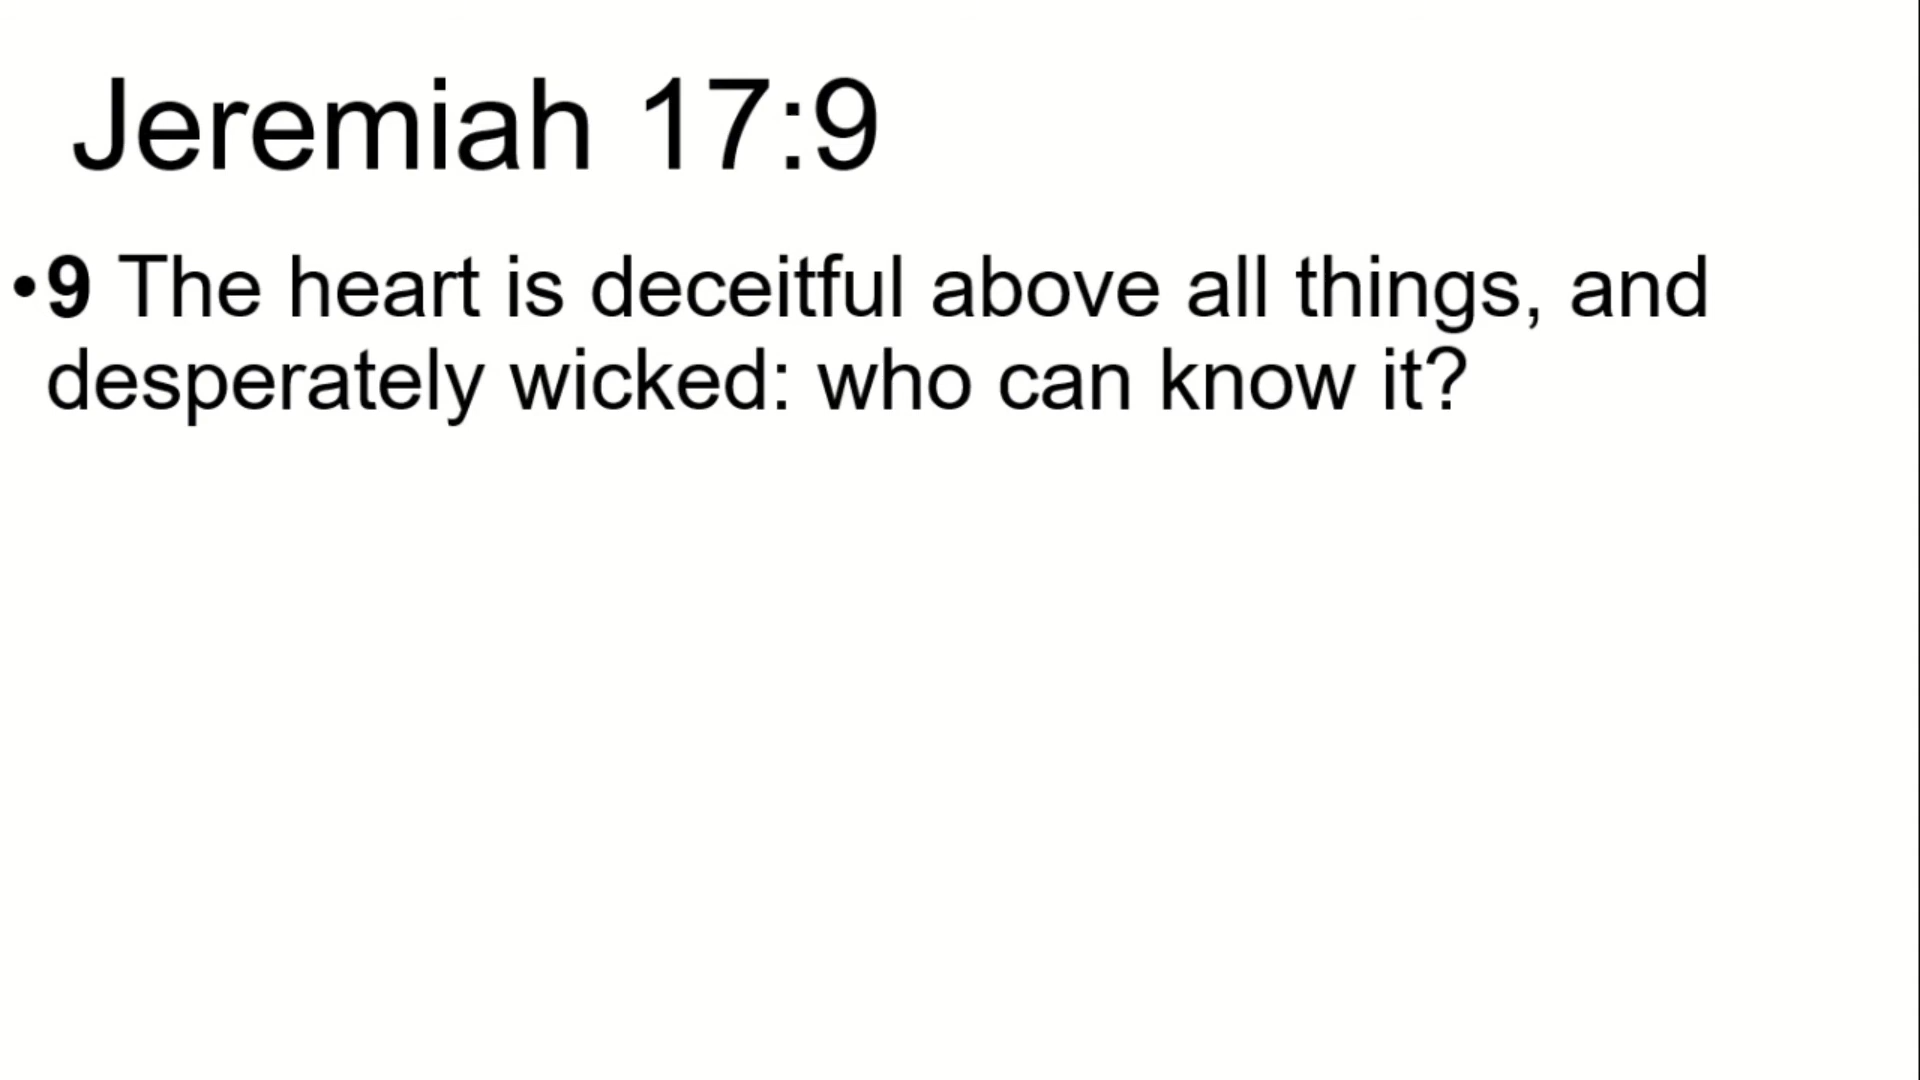 Jeremiah 17:9
•9 The heart is deceitful above all things, and
desperately wicked: who can know it?